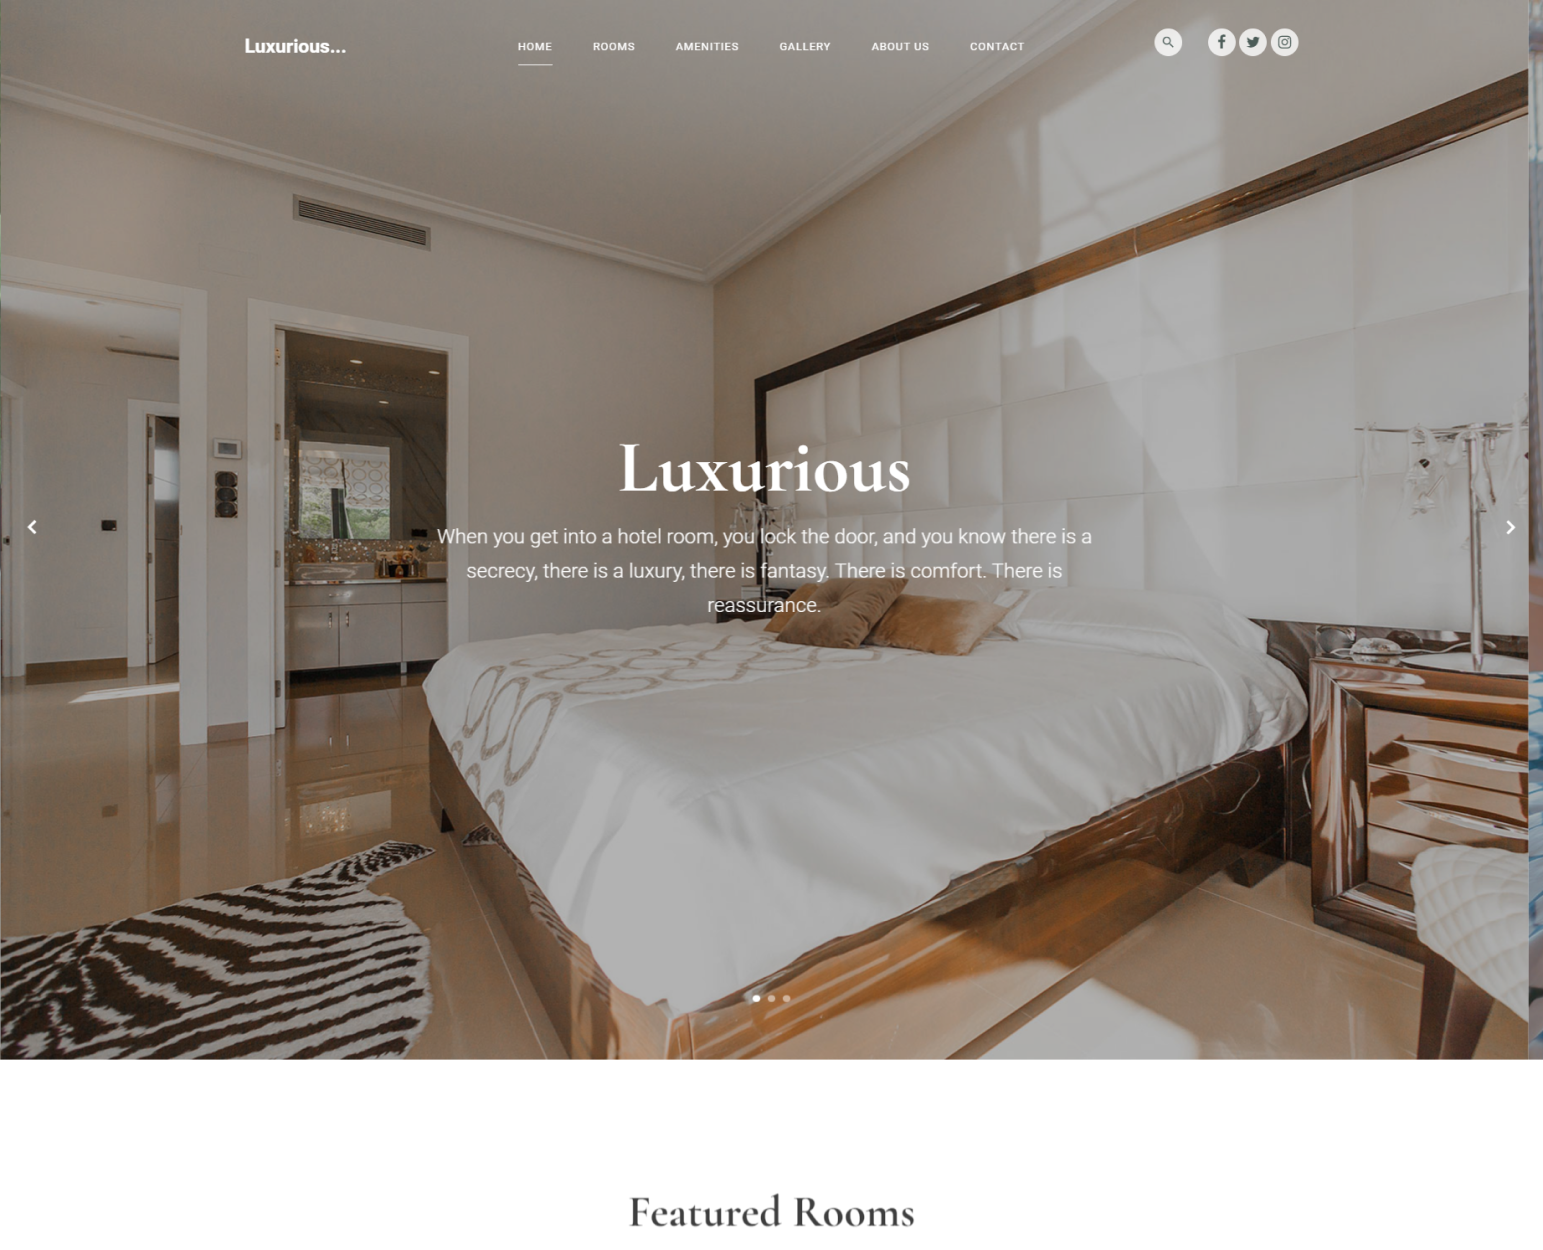 Luxurious...
HOME
ROOMS
AMENITIES
GALLERY
ABOUT US
CONTACT
Luxurious
When you get into a hotel room, you lock the door, and you know there is a
secrecy, there is a luxury, there is fantasy. There is comfort. There is
reassurance.
Featured Rooms